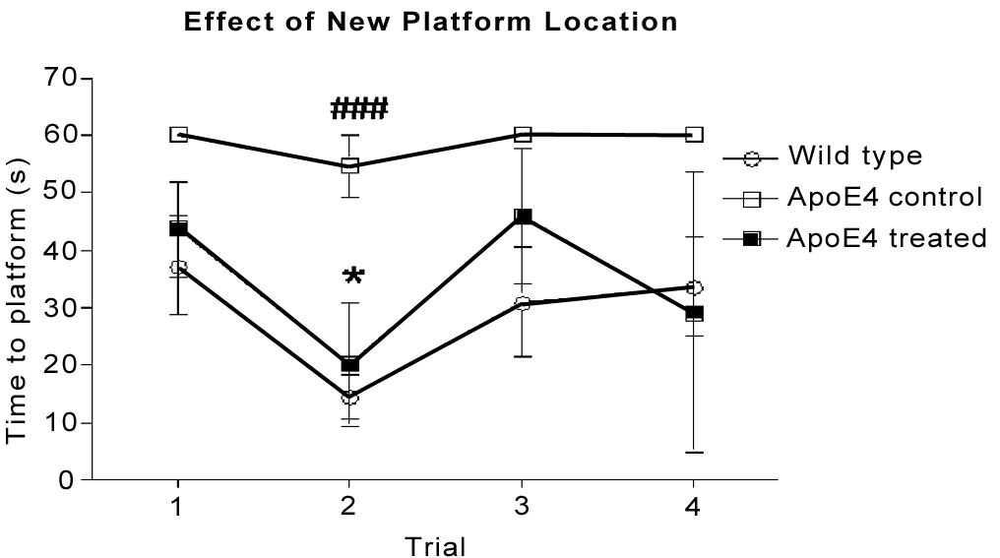 Effect of New Platform Location
70
60
50
40
30
20
10
0
Time to platform (s)
###
*
1 2 3 4
Trial
Wild type
ApoE4 control
ApoE4 treated